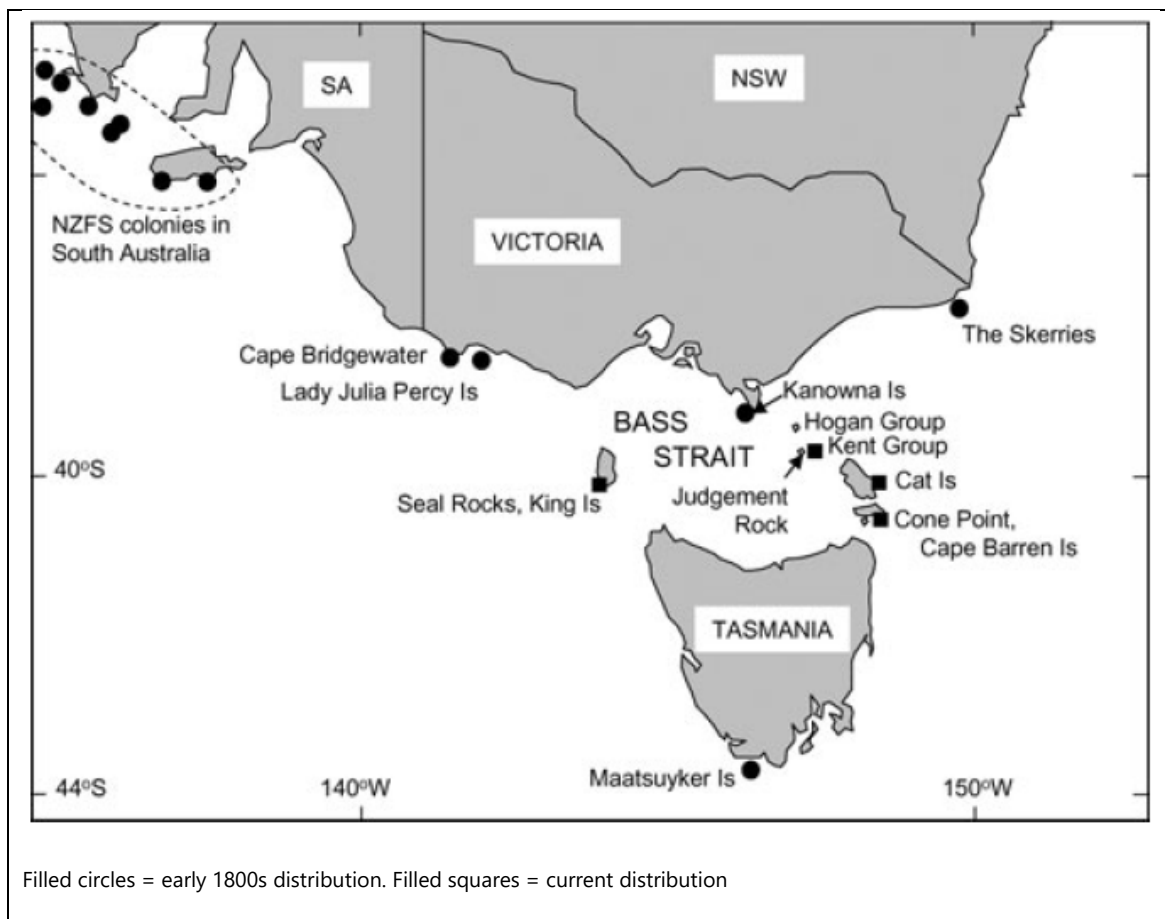 SA
NSW
NZFS colonies in
South Australia
VICTORIA
The Skerries
Cape Bridgewater
Lady Julia Percy Is
Kanowna Is
BASS
STRAIT
Hogan Group
Kent Group
40°S
Cat Is
Seal Rocks, King Is
Judgement
Rock
Cone Point,
Cape Barren Is
TASMANIA
Maatsuyker Is
44°S
140°W
150°W
Filled circles = early 1800s distribution. Filled squares = current distribution